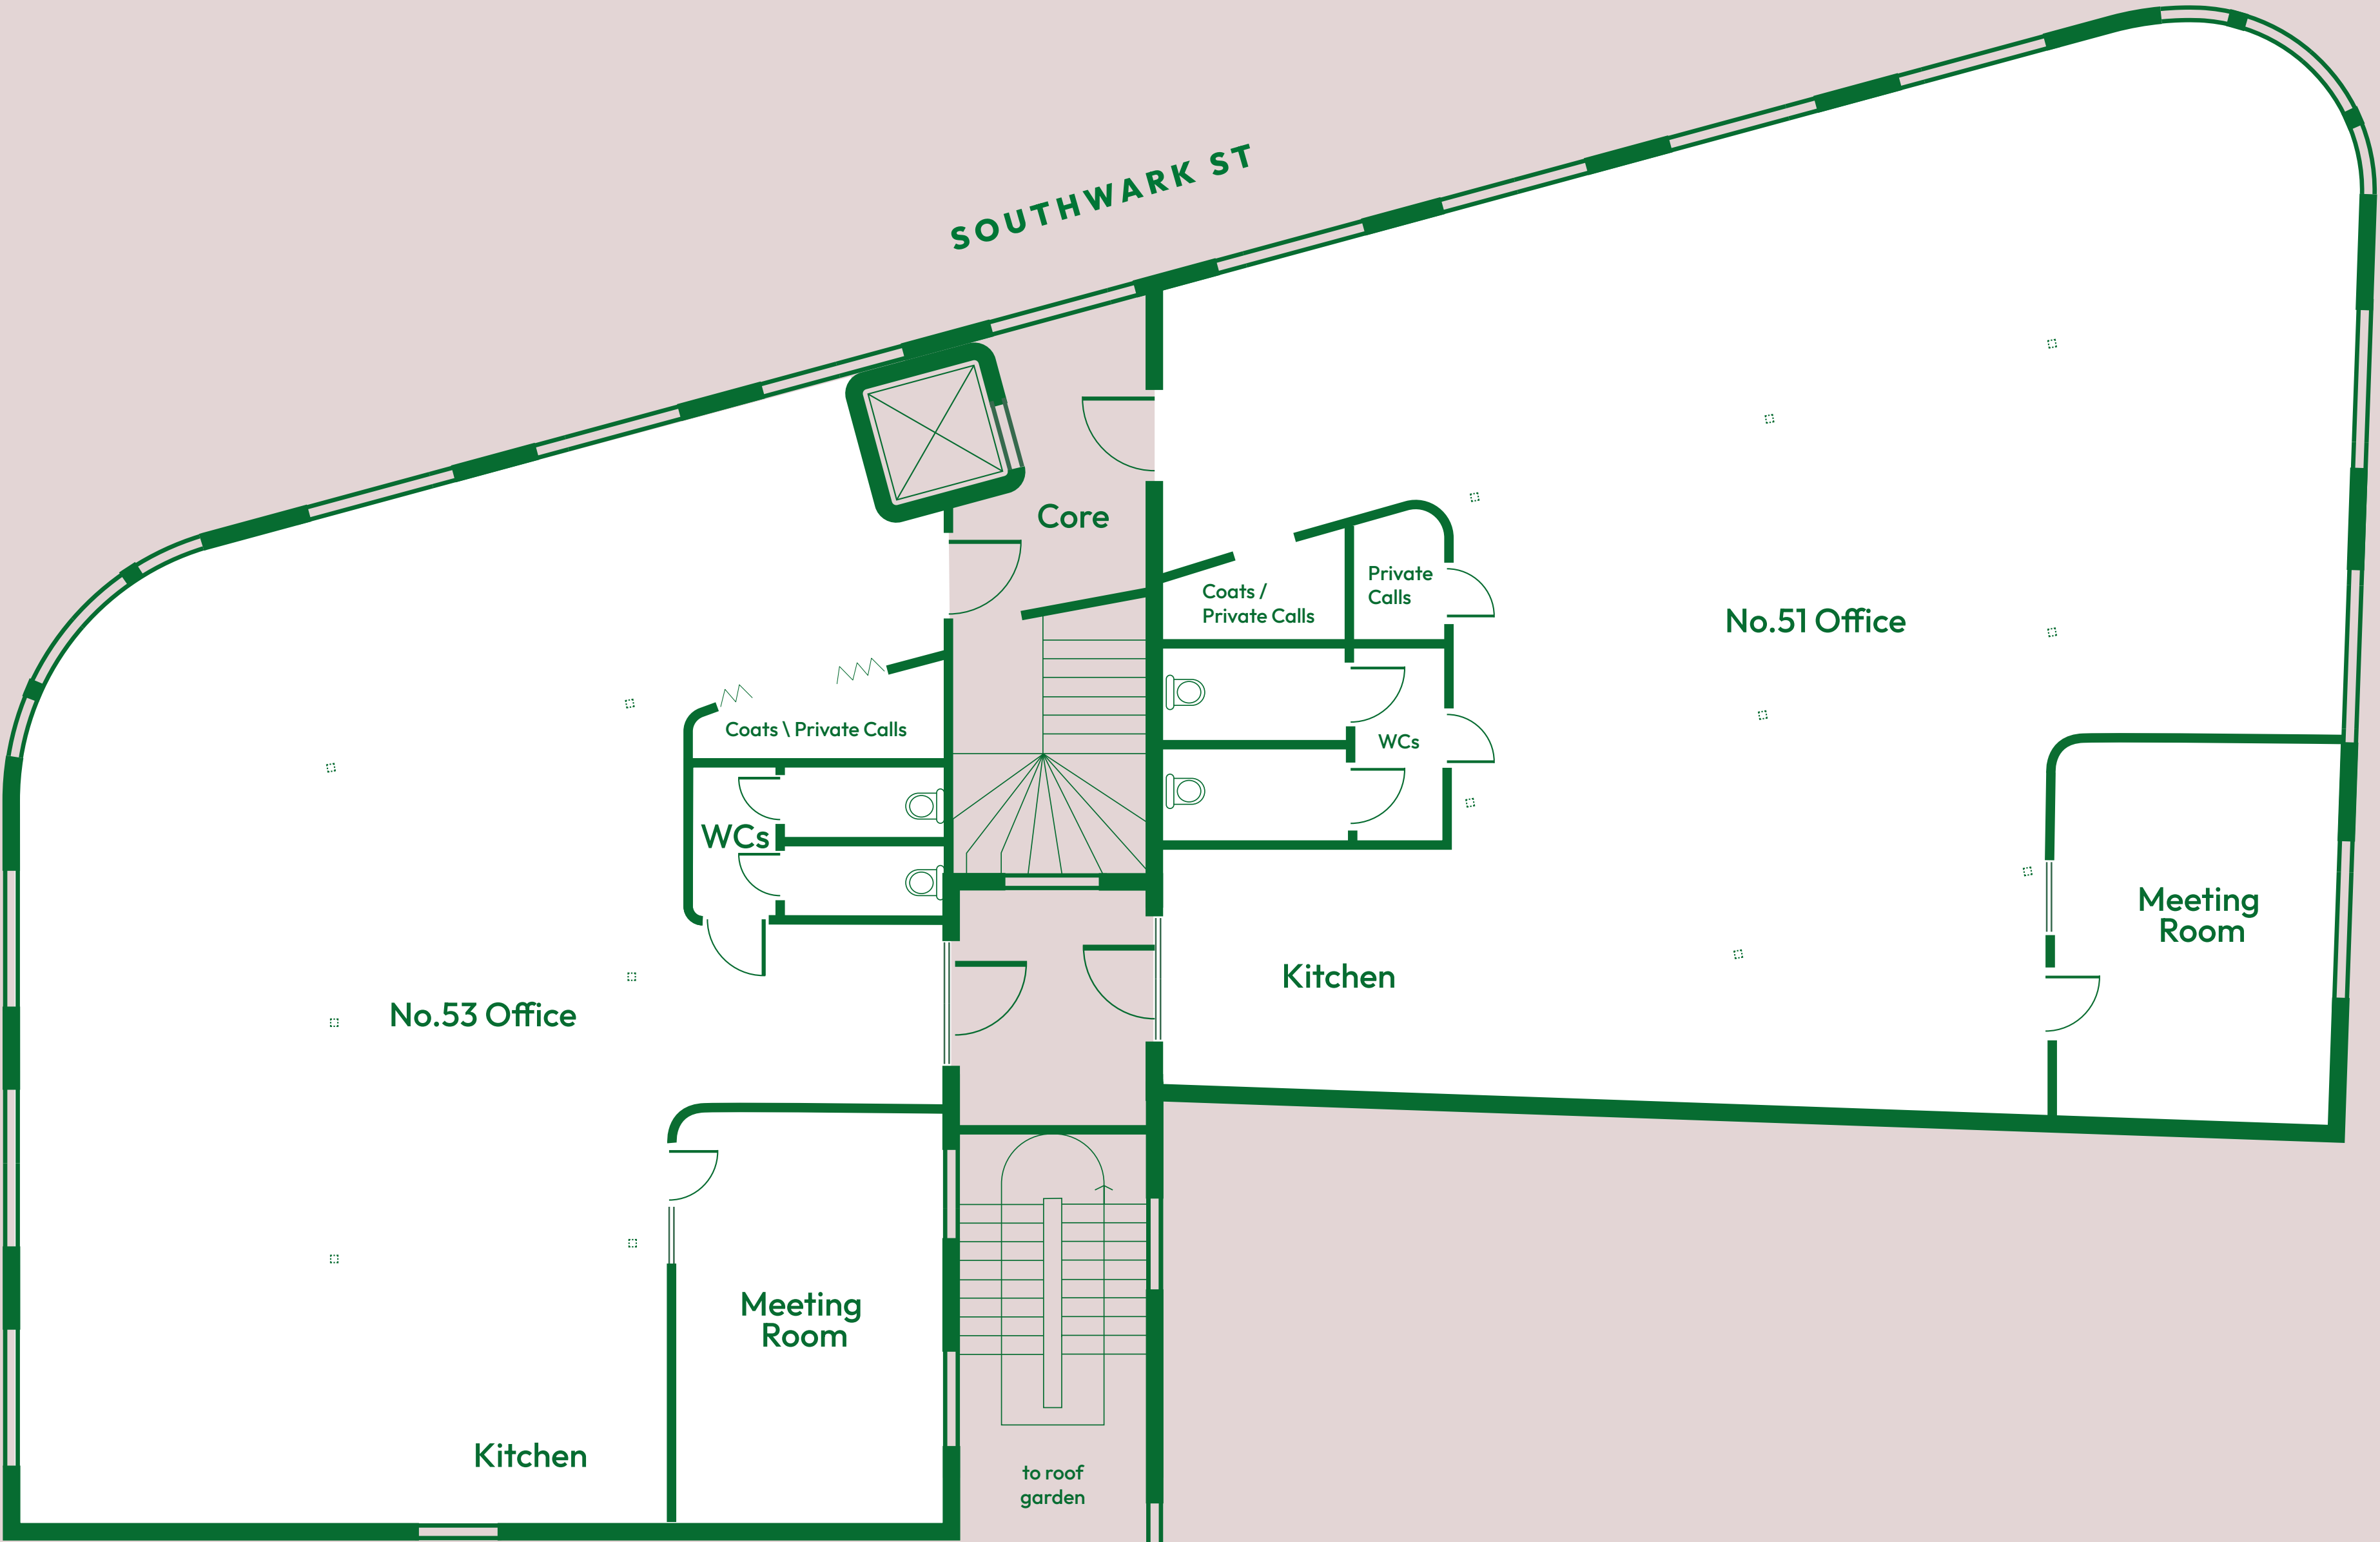 SOUTHWARK ST
Core
Coats /
Private Calls
Private
Calls
No.51 Office
Coats \ Private Calls
WCs
WCs
Meeting
Room
Kitchen
No.53 Office
Meeting
Room
Kitchen
to roof
garden